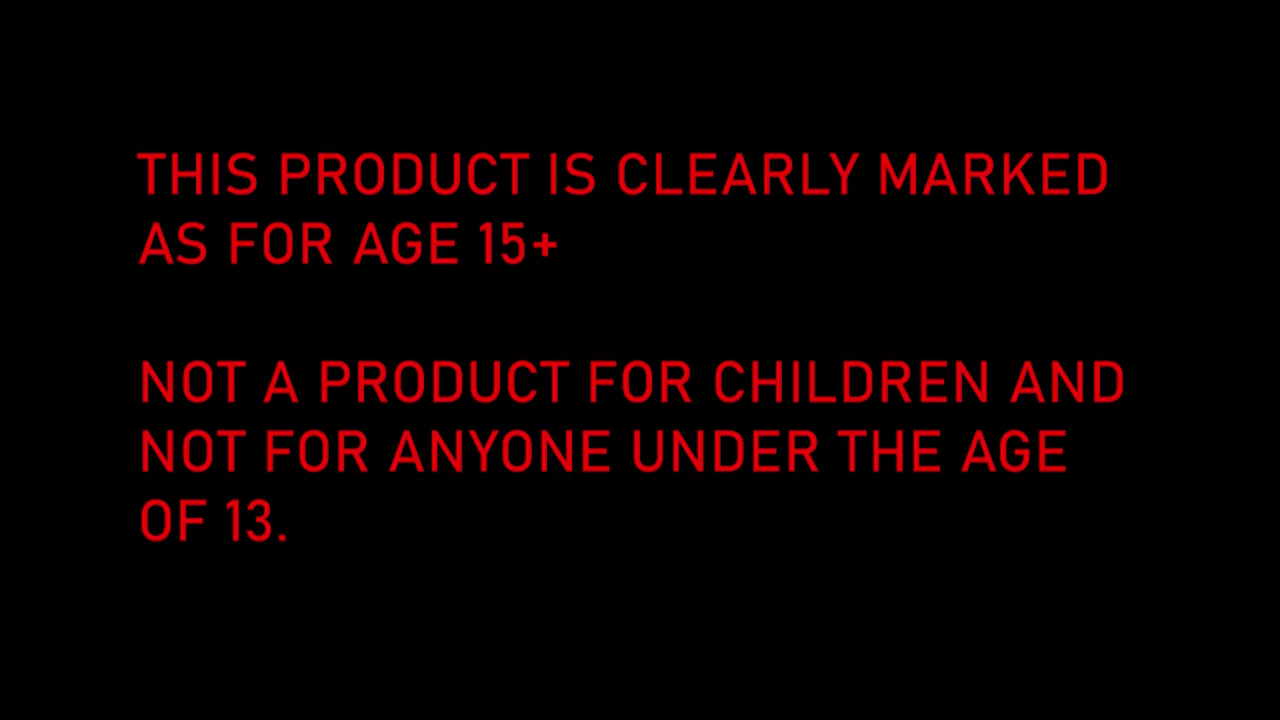 THIS PRODUCT IS CLEARLY MARKED
AS FOR AGE 15+
NOT A PRODUCT FOR CHILDREN AND
NOT FOR ANYONE UNDER THE AGE
OF 13.